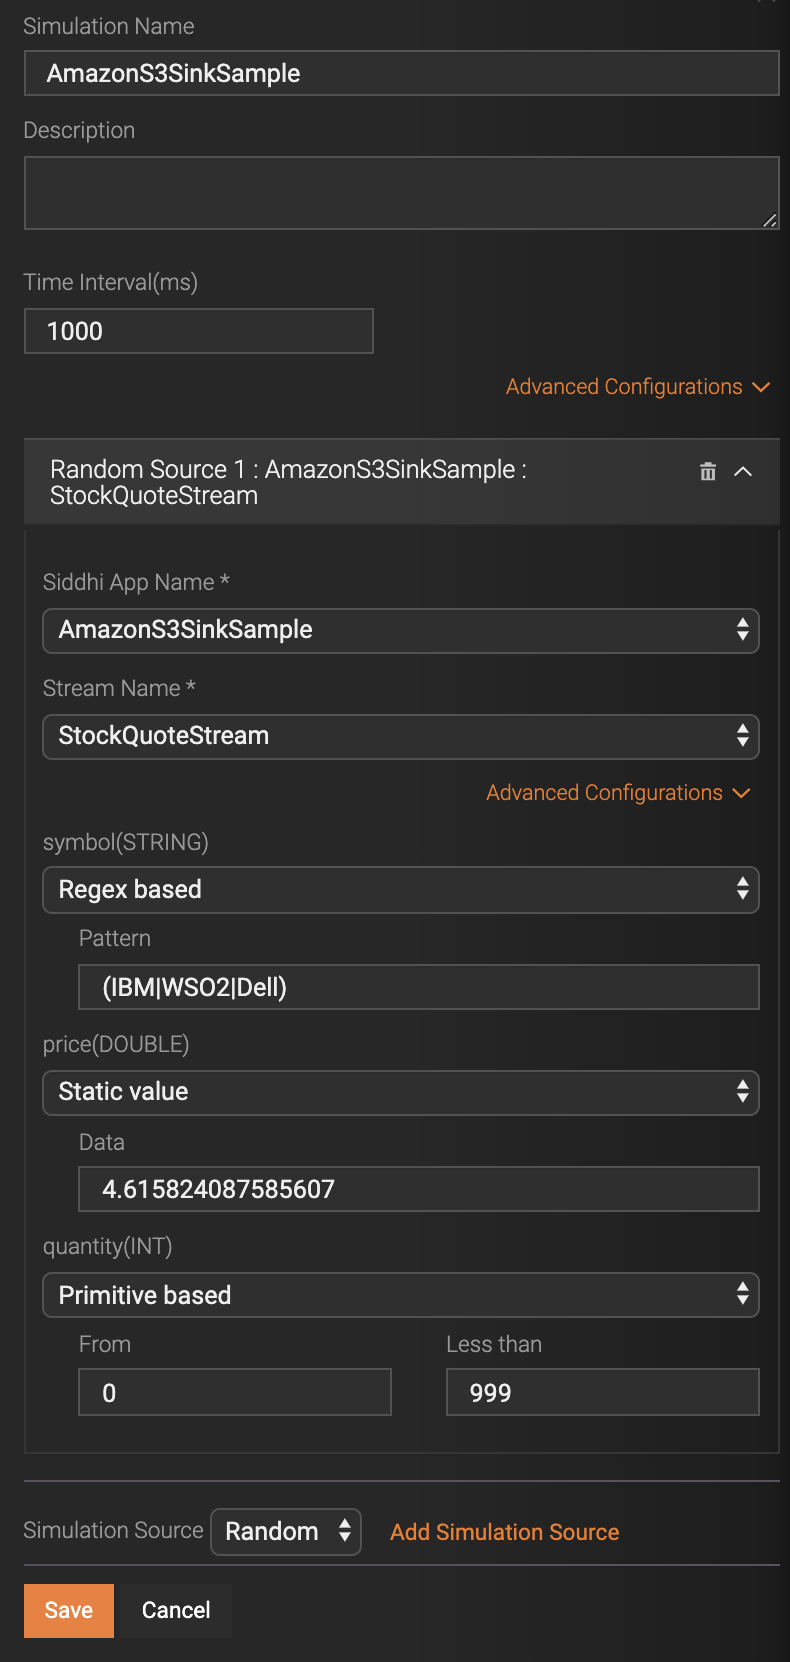 Simulation Name
AmazonS3SinkSample
Description
Time Interval(ms)
1000
Advanced Configurations
Random Source 1 : AmazonS3SinkSample :
StockQuoteStream
Siddhi App Name *
AmazonS3SinkSample
Stream Name *
StockQuoteStream
Advanced Configurations
symbol(STRING)
Regex based
Pattern
(IBM|WSO2|Dell)
price(DOUBLE)
Static value
Data
4.615824087585607
quantity(INT)
Primitive based
From Less than
0 999
Simulation Source Random Add Simulation Source
Save Cancel